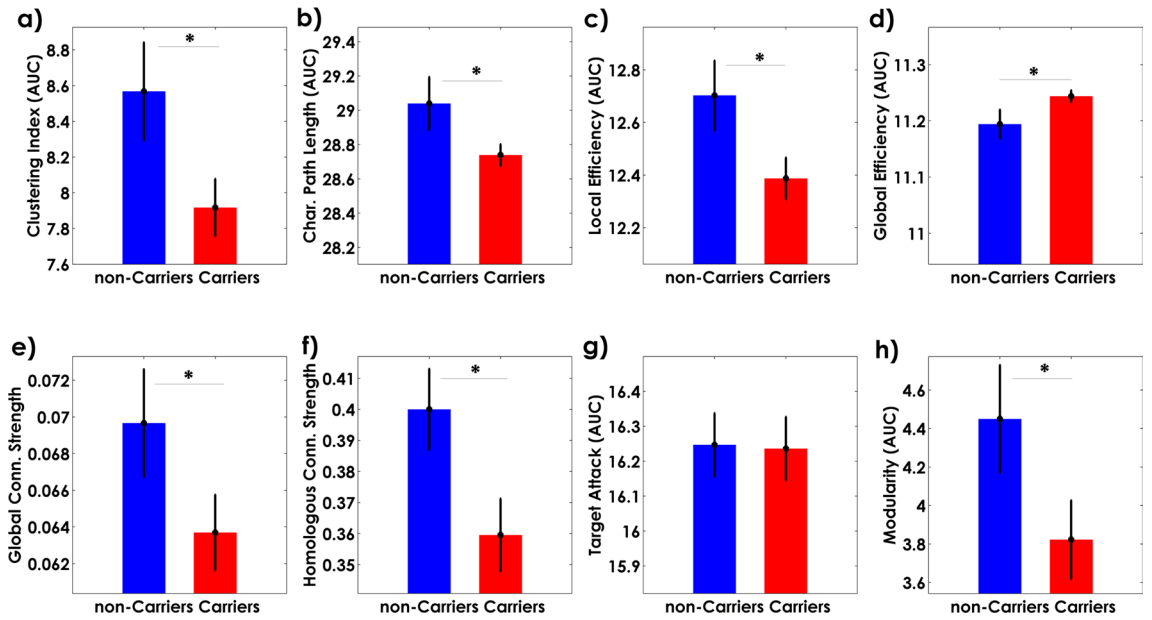 a)
*
Clustering Index (AUC)
8.8
8.6
8.4
8.2
8
7.8
7.6
non-Carriers Carriers
b)
*
Char. Path Length (AUC)
29.4
29.2
29
28.8
28.6
28.4
28.2
non-Carriers Carriers
c)
*
Local Efficiency (AUC)
12.8
12.6
12.4
12.2
non-Carriers Carriers
d)
*
Global Efficiency (AUC)
11.3
11.2
11.1
11
non-Carriers Carriers
e)
*
Global Conn. Strength
0.072
0.07
0.068
0.066
0.064
0.062
non-Carriers Carriers
f)
*
Homologous Conn. Strength
0.41
0.4
0.39
0.38
0.37
0.36
0.35
non-Carriers Carriers
g)
Target Attack (AUC)
16.4
16.3
16.2
16.1
16
15.9
non-Carriers Carriers
h)
*
Modularity (AUC)
4.6
4.4
4.2
4
3.8
3.6
non-Carriers Carriers